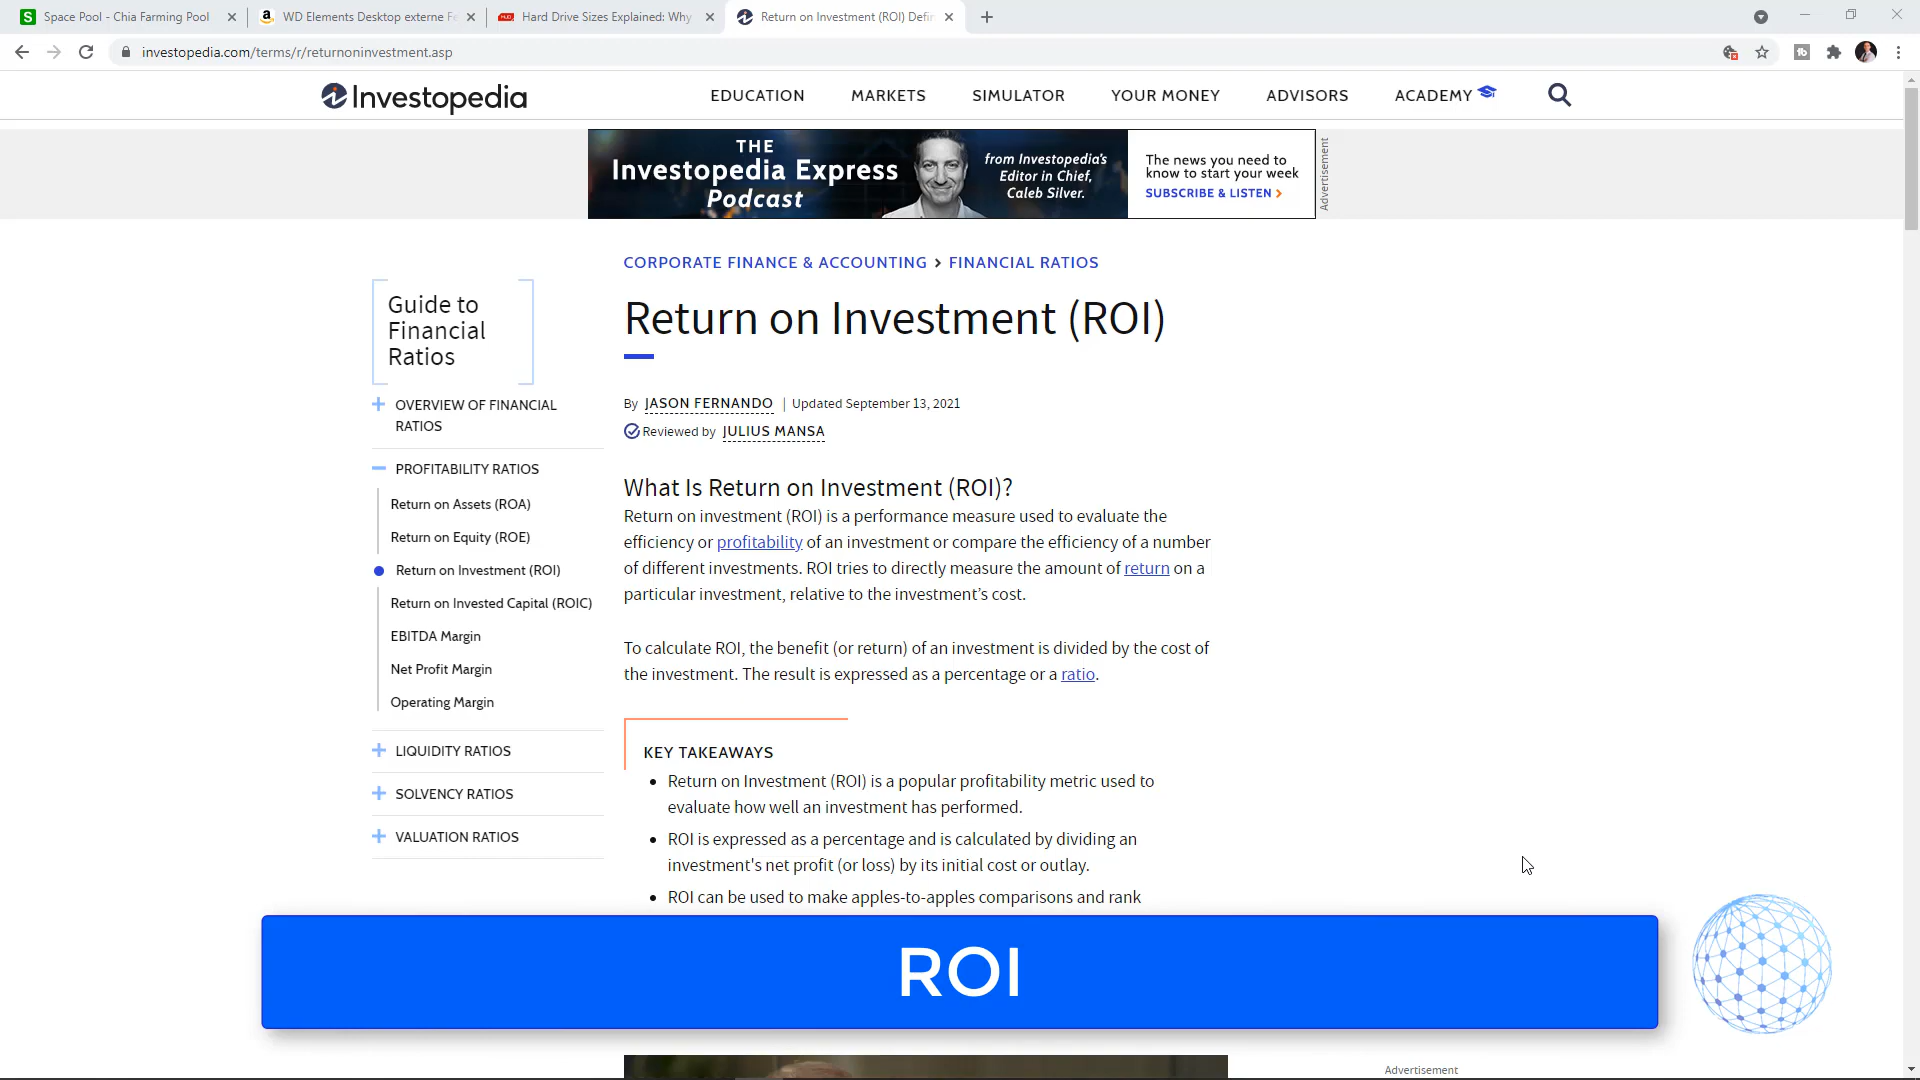 Space Pool - Chia Farming Pool
WD Elements Desktop externe Fe
Hard Drive Sizes Explained: Why
Return on Investment (ROI) Defin
investopedia.com/terms/r/returnoninvestment.asp
Investopedia
EDUCATION MARKETS SIMULATOR YOUR MONEY ADVISORS ACADEMY
THE
Investopedia Express
Podcast
from Investopedia's
Editor in Chief,
Caleb Silver.
The news you need to
know to start your week
SUBSCRIBE & LISTEN >
Advertisement
CORPORATE FINANCE & ACCOUNTING > FINANCIAL RATIOS
Guide to
Financial
Ratios
OVERVIEW OF FINANCIAL
RATIOS
PROFITABILITY RATIOS
Return on Assets (ROA)
Return on Equity (ROE)
Return on Investment (ROI)
Return on Invested Capital (ROIC)
EBITDA Margin
Net Profit Margin
Operating Margin
LIQUIDITY RATIOS
SOLVENCY RATIOS
VALUATION RATIOS
Return on Investment (ROI)
By JASON FERNANDO | Updated September 13, 2021
Reviewed by JULIUS MANSA
What Is Return on Investment (ROI)?
Return on investment (ROI) is a performance measure used to evaluate the
efficiency or profitability of an investment or compare the efficiency of a number
of different investments. ROI tries to directly measure the amount of return on a
particular investment, relative to the investment's cost.
To calculate ROI, the benefit (or return) of an investment is divided by the cost of
the investment. The result is expressed as a percentage or a ratio.
KEY TAKEAWAYS
• Return on Investment (ROI) is a popular profitability metric used to
evaluate how well an investment has performed.
• ROI is expressed as a percentage and is calculated by dividing an
investment's net profit (or loss) by its initial cost or outlay.
• ROI can be used to make apples-to-apples comparisons and rank
ROI
Advertisement